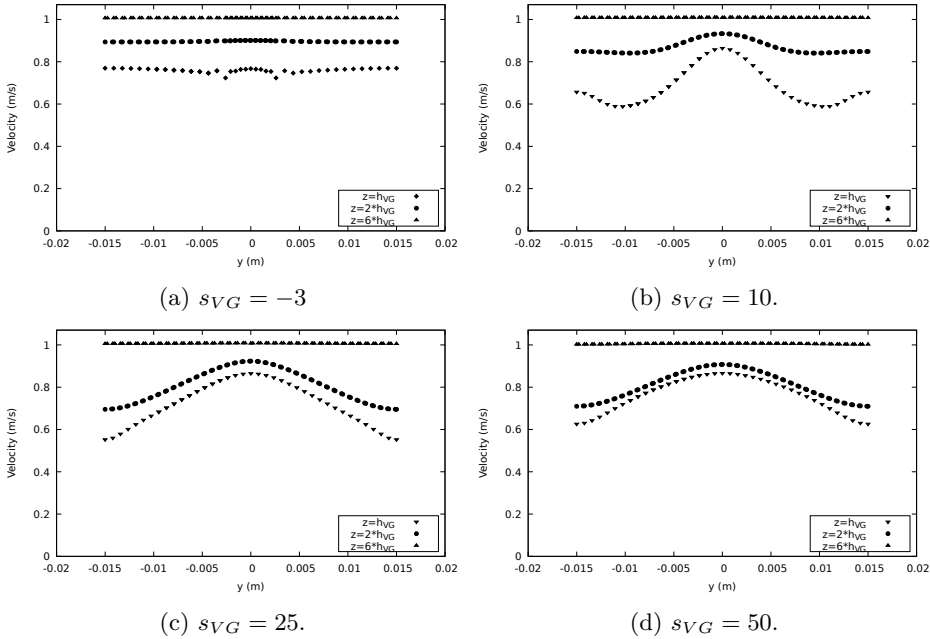 Velocity (m/s)
1
0.8
0.6
0.4
0.2
0
-0.02 -0.015 -0.01 -0.005 0 0.005 0.01 0.015 0.02
y (m)
z=hVG
z=2*hVG
z=6*hVG
(a) sVG = −3
Velocity (m/s)
1
0.8
0.6
0.4
0.2
0
-0.02 -0.015 -0.01 -0.005 0 0.005 0.01 0.015 0.02
y (m)
z=hVG
z=2*hVG
z=6*hVG
(b) sVG = 10.
Velocity (m/s)
1
0.8
0.6
0.4
0.2
0
-0.02 -0.015 -0.01 -0.005 0 0.005 0.01 0.015 0.02
y (m)
z=hVG
z=2*hVG
z=6*hVG
(c) sVG = 25.
Velocity (m/s)
1
0.8
0.6
0.4
0.2
0
-0.02 -0.015 -0.01 -0.005 0 0.005 0.01 0.015 0.02
y (m)
z=hVG
z=2*hVG
z=6*hVG
(d) sVG = 50.